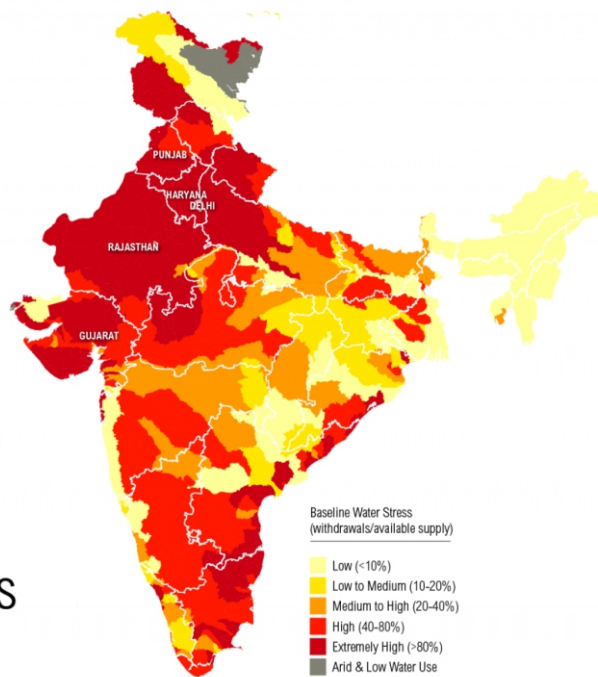 PUNJAB
HARYANA
DELHI
RAJASTHAN
GUJARAT
S
Baseline Water Stress
(withdrawals/available supply)
Low (<10%)
Low to Medium (10-20%)
Medium to High (20-40%)
High (40-80%)
Extremely High (>80%)
Arid & Low Water Use